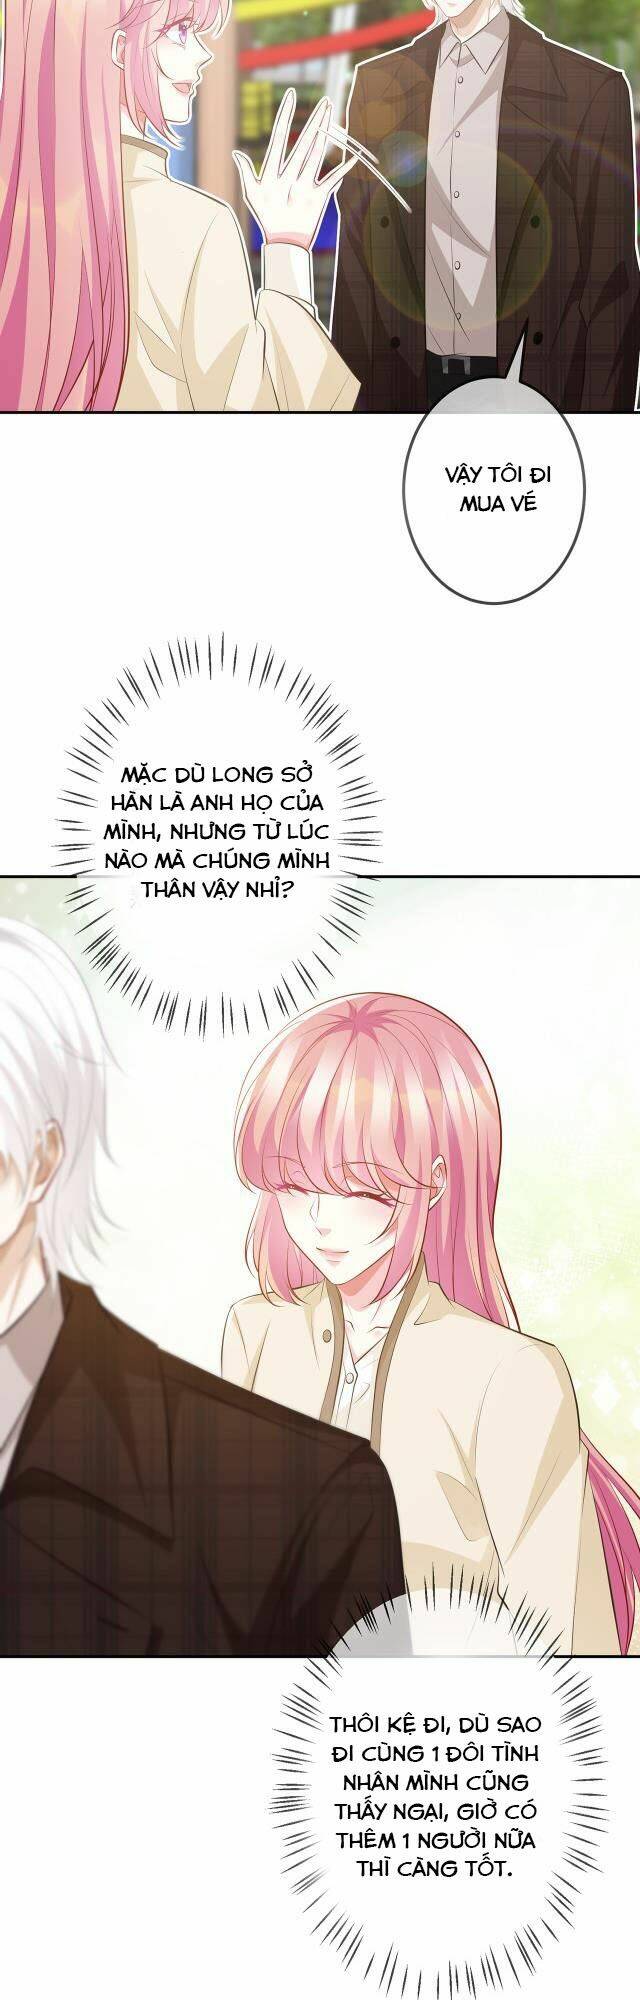 VẬY TÔI ĐI
MUA VÉ
MẶC DÙ LONG SỞ
HÀN LÀ ANH HỌ CỦA
MÌNH, NHƯNG TỪ LÚC
NÀO MÀ CHÚNG MÌNH
THÂN VẬY NHỈ?
THÔI KỆ ĐI, DÙ SAO
ĐI CÙNG 1 ĐÔI TÌNH
NHÂN MÌNH CŨNG
THẤY NGẠI, GIỜ CÓ
THÊM 1 NGƯỜI NỮA
THÌ CÀNG TỐT.